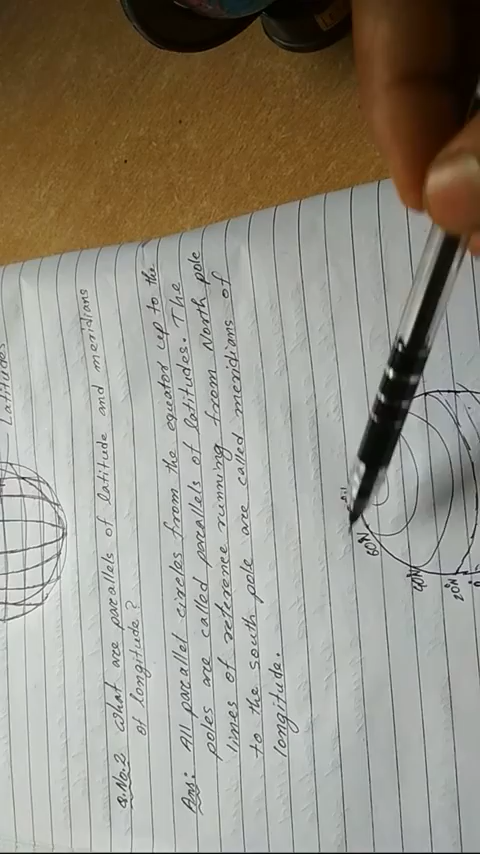 Latitudes
Q.No.2 What are parallels of latitude and meridians
of longitude?
Ans: All parallel circles from the equator up to the
poles are called parallels of latitudes. The
lines of reference running from North pole
to the south pole are called meridians of
longitude.
60°N
40°N
20°N